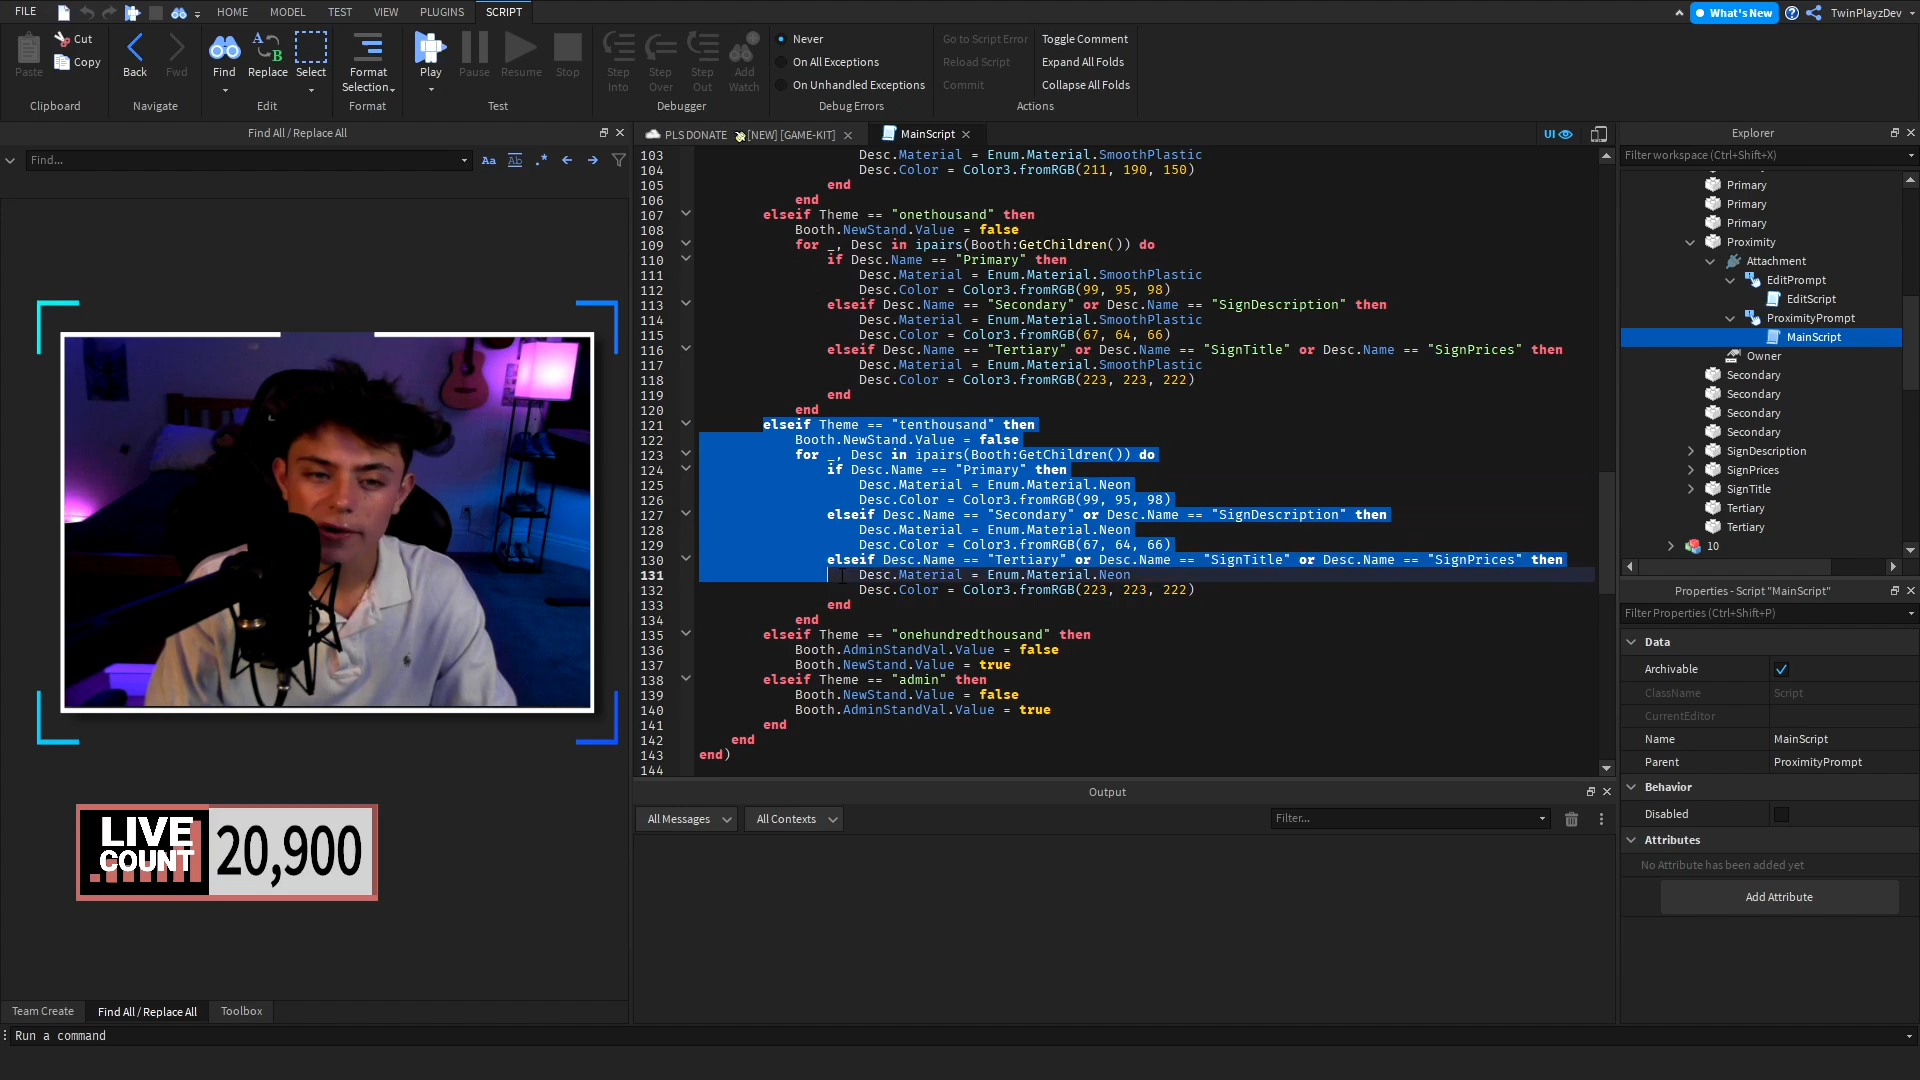 FILE HOME MODEL TEST VIEW PLUGINS SCRIPT What's New TwinPlayzDev
Paste Cut Copy Back Fwd Find Replace Select Format Selection Play Pause Resume Stop Step Into Step Over Step Out Add Watch
Never
On All Exceptions
On Unhandled Exceptions
Go to Script Error
Reload Script
Commit
Toggle Comment
Expand All Folds
Collapse All Folds
Clipboard Navigate Edit Format Test Debugger Debug Errors Actions
Find All / Replace All
Find... Aa Ab .*
LIVE COUNT 20,900
Team Create Find All / Replace All Toolbox
PLS DONATE [NEW] [GAME-KIT] MainScript UI
103 Desc.Material = Enum.Material.SmoothPlastic
104 Desc.Color = Color3.fromRGB(211, 190, 150)
105 end
106 end
107 elseif Theme == "onethousand" then
108 Booth.NewStand.Value = false
109 for _, Desc in ipairs(Booth:GetChildren()) do
110 if Desc.Name == "Primary" then
111 Desc.Material = Enum.Material.SmoothPlastic
112 Desc.Color = Color3.fromRGB(99, 95, 98)
113 elseif Desc.Name == "Secondary" or Desc.Name == "SignDescription" then
114 Desc.Material = Enum.Material.SmoothPlastic
115 Desc.Color = Color3.fromRGB(67, 64, 66)
116 elseif Desc.Name == "Tertiary" or Desc.Name == "SignTitle" or Desc.Name == "SignPrices" then
117 Desc.Material = Enum.Material.SmoothPlastic
118 Desc.Color = Color3.fromRGB(223, 223, 222)
119 end
120 end
121 elseif Theme == "tenthousand" then
122 Booth.NewStand.Value = false
123 for _, Desc in ipairs(Booth:GetChildren()) do
124 if Desc.Name == "Primary" then
125 Desc.Material = Enum.Material.Neon
126 Desc.Color = Color3.fromRGB(99, 95, 98)
127 elseif Desc.Name == "Secondary" or Desc.Name == "SignDescription" then
128 Desc.Material = Enum.Material.Neon
129 Desc.Color = Color3.fromRGB(67, 64, 66)
130 elseif Desc.Name == "Tertiary" or Desc.Name == "SignTitle" or Desc.Name == "SignPrices" then
131 Desc.Material = Enum.Material.Neon
132 Desc.Color = Color3.fromRGB(223, 223, 222)
133 end
134 end
135 elseif Theme == "onehundredthousand" then
136 Booth.AdminStandVal.Value = false
137 Booth.NewStand.Value = true
138 elseif Theme == "admin" then
139 Booth.NewStand.Value = false
140 Booth.AdminStandVal.Value = true
141 end
142 end
143 end)
144
Output
All Messages All Contexts Filter...
Explorer
Filter workspace (Ctrl+Shift+X)
Primary
Primary
Primary
Proximity
Attachment
EditPrompt
EditScript
ProximityPrompt
MainScript
Owner
Secondary
Secondary
Secondary
Secondary
SignDescription
SignPrices
SignTitle
Tertiary
Tertiary
10
Properties - Script "MainScript"
Filter Properties (Ctrl+Shift+P)
Data
Archivable
ClassName Script
CurrentEditor
Name MainScript
Parent ProximityPrompt
Behavior
Disabled
Attributes
No Attribute has been added yet
Add Attribute
Run a command